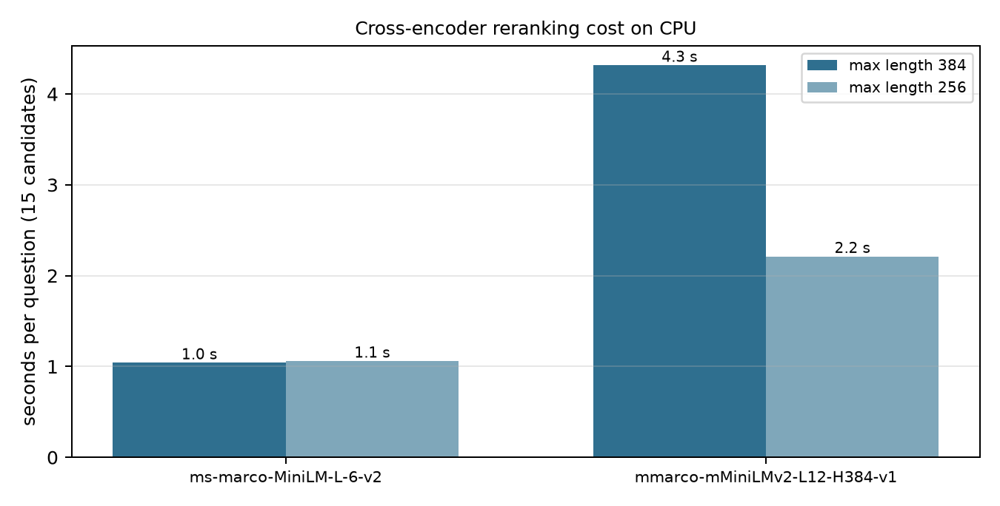 Cross-encoder reranking cost on CPU
seconds per question (15 candidates)
4
3
2
1
0
4.3 s
2.2 s
1.0 s
1.1 s
max length 384
max length 256
ms-marco-MiniLM-L-6-v2
mmarco-mMiniLMv2-L12-H384-v1